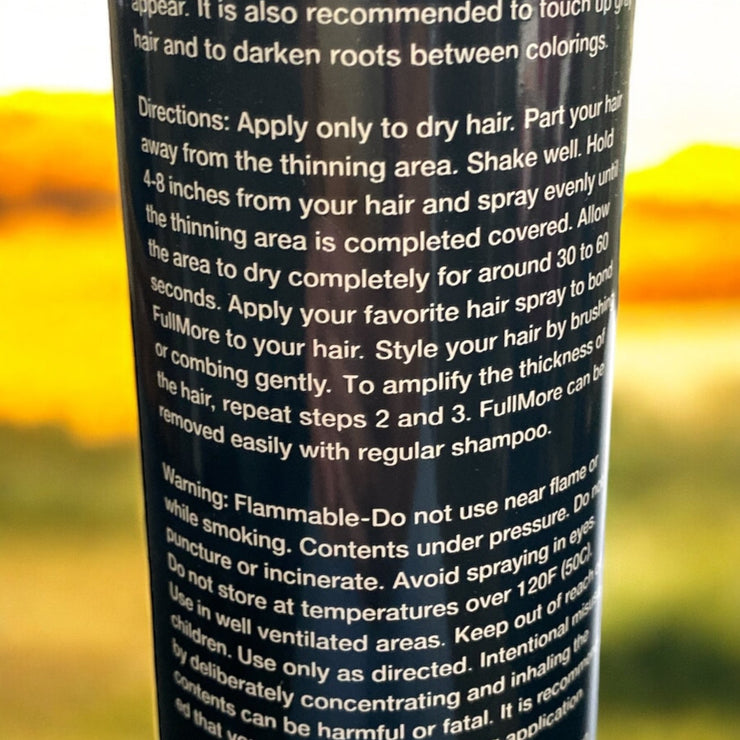 appear. It is also recommended to touch up gray
hair and to darken roots between colorings.
Directions: Apply only to dry hair. Part your hair
away from the thinning area. Shake well. Hold
4-8 inches from your hair and spray evenly until
the thinning area is completed covered. Allow
the area to dry completely for around 30 to 60
seconds. Apply your favorite hair spray to bond
FullMore to your hair. Style your hair by brushing
or combing gently. To amplify the thickness of
the hair, repeat steps 2 and 3. FullMore can be
removed easily with regular shampoo.
Warning: Flammable-Do not use near flame or
while smoking. Contents under pressure. Do not
puncture or incinerate. Avoid spraying in eyes.
Do not store at temperatures over 120F (50C).
Use in well ventilated areas. Keep out of reach
children. Use only as directed. Intentional
by deliberately concentrating and inhaling the
contents can be harmful or fatal. It is
ed that application